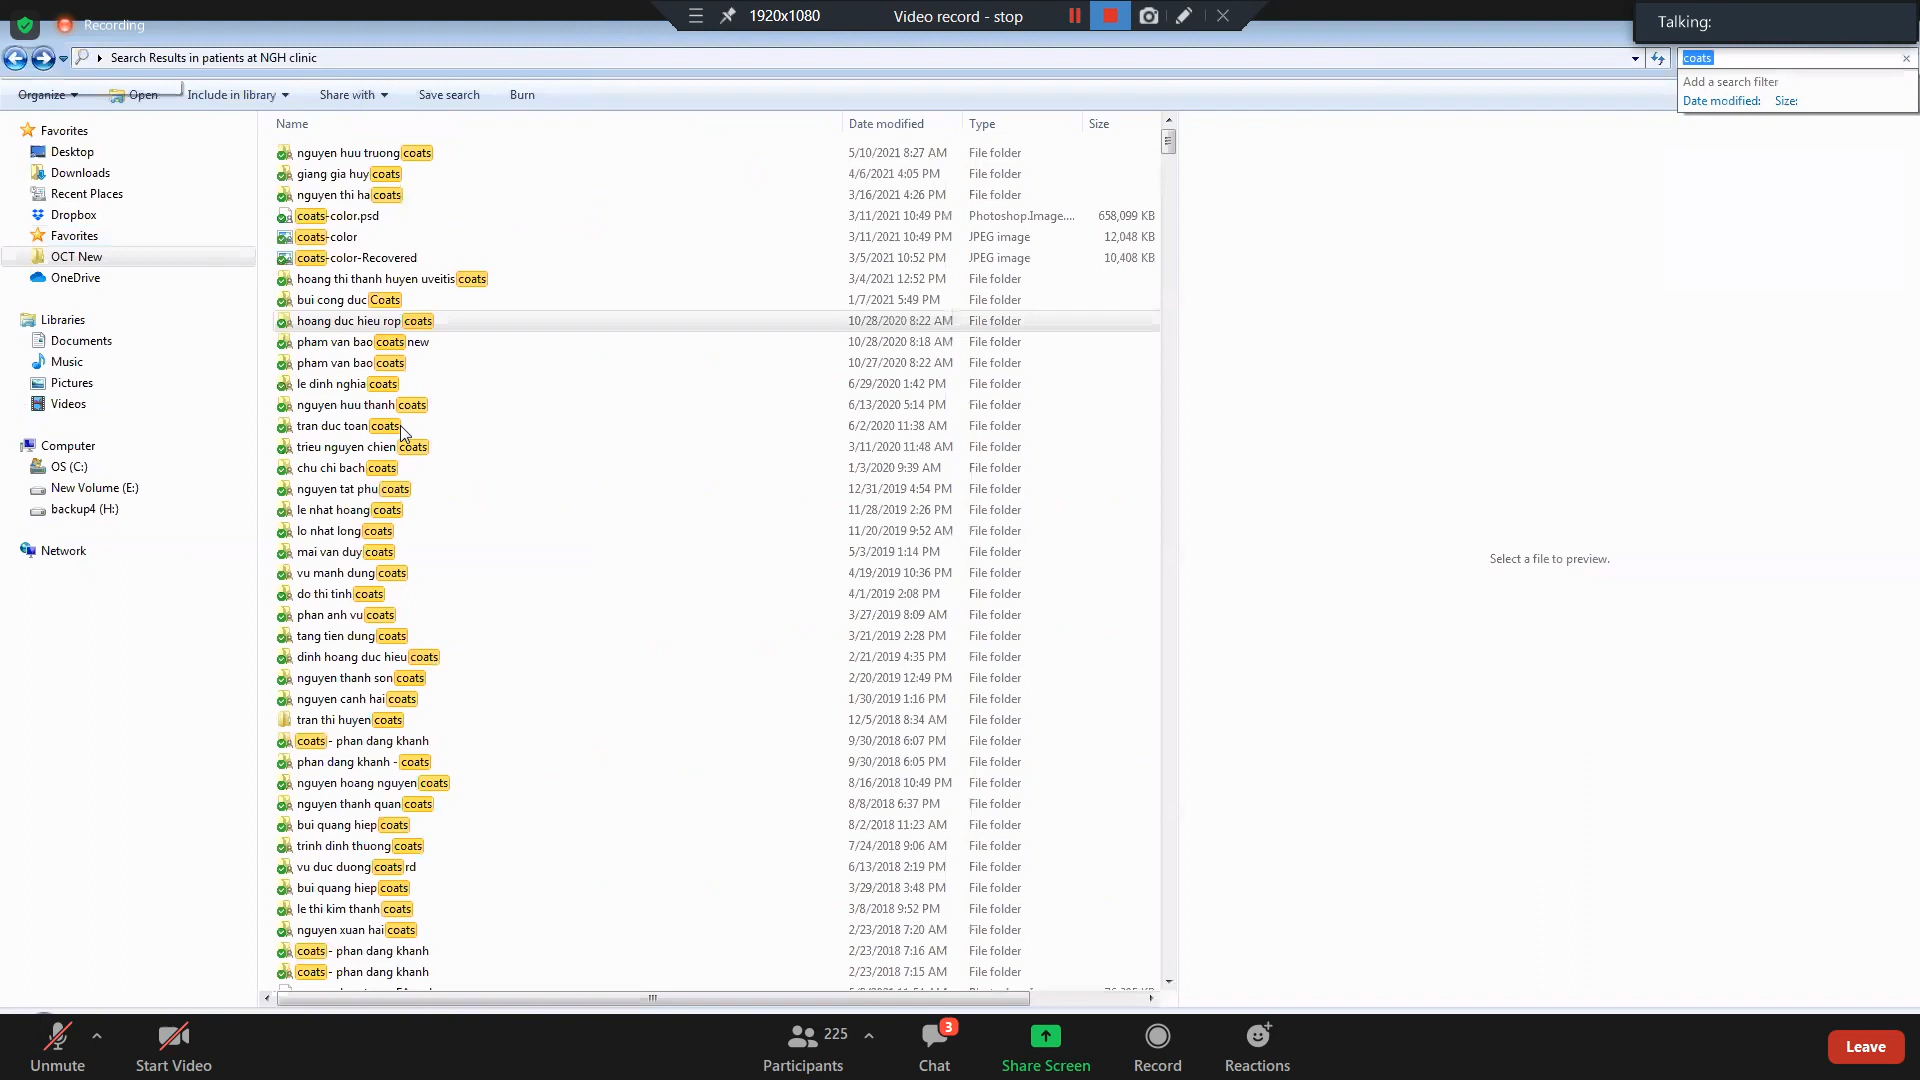 Recording
1920x1080
Video record - stop
Talking:
Search Results in patients at NGH clinic
coats
Add a search filter
Date modified: Size:
Organize Open Include in library Share with Save search Burn
Favorites
Desktop
Downloads
Recent Places
Dropbox
Favorites
OCT New
OneDrive
Libraries
Documents
Music
Pictures
Videos
Computer
OS (C:)
New Volume (E:)
backup4 (H:)
Network
Name Date modified Type Size
nguyen huu truong coats 5/10/2021 8:27 AM File folder
giang gia huy coats 4/6/2021 4:05 PM File folder
nguyen thi ha coats 3/16/2021 4:26 PM File folder
coats-color.psd 3/11/2021 10:49 PM Photoshop.Image.... 658,099 KB
coats-color 3/11/2021 10:49 PM JPEG image 12,048 KB
coats-color-Recovered 3/5/2021 10:52 PM JPEG image 10,408 KB
hoang thi thanh huyen uveitis coats 3/4/2021 12:52 PM File folder
bui cong duc Coats 1/7/2021 5:49 PM File folder
hoang duc hieu rop coats 10/28/2020 8:22 AM File folder
pham van bao coats new 10/28/2020 8:18 AM File folder
pham van bao coats 10/27/2020 8:22 AM File folder
le dinh nghia coats 6/29/2020 1:42 PM File folder
nguyen huu thanh coats 6/13/2020 5:14 PM File folder
tran duc toan coats 6/2/2020 11:38 AM File folder
trieu nguyen chien coats 3/11/2020 11:48 AM File folder
chu chi bach coats 1/3/2020 9:39 AM File folder
nguyen tat phu coats 12/31/2019 4:54 PM File folder
le nhat hoang coats 11/28/2019 2:26 PM File folder
lo nhat long coats 11/20/2019 9:52 AM File folder
mai van duy coats 5/3/2019 1:14 PM File folder
vu manh dung coats 4/19/2019 10:36 PM File folder
do thi tinh coats 4/1/2019 2:08 PM File folder
phan anh vu coats 3/27/2019 8:09 AM File folder
tang tien dung coats 3/21/2019 2:28 PM File folder
dinh hoang duc hieu coats 2/21/2019 4:35 PM File folder
nguyen thanh son coats 2/20/2019 12:49 PM File folder
nguyen canh hai coats 1/30/2019 1:16 PM File folder
tran thi huyen coats 12/5/2018 8:34 AM File folder
coats - phan dang khanh 9/30/2018 6:07 PM File folder
phan dang khanh - coats 9/30/2018 6:05 PM File folder
nguyen hoang nguyen coats 8/16/2018 10:49 PM File folder
nguyen thanh quan coats 8/8/2018 6:37 PM File folder
bui quang hiep coats 8/2/2018 11:23 AM File folder
trinh dinh thuong coats 7/24/2018 9:06 AM File folder
vu duc duong coats rd 6/13/2018 2:19 PM File folder
bui quang hiep coats 3/29/2018 3:48 PM File folder
le thi kim thanh coats 3/8/2018 9:52 PM File folder
nguyen xuan hai coats 2/23/2018 7:20 AM File folder
coats - phan dang khanh 2/23/2018 7:16 AM File folder
coats - phan dang khanh 2/23/2018 7:15 AM File folder
Select a file to preview.
Unmute
Start Video
225
Participants
3
Chat
Share Screen
Record
Reactions
Leave